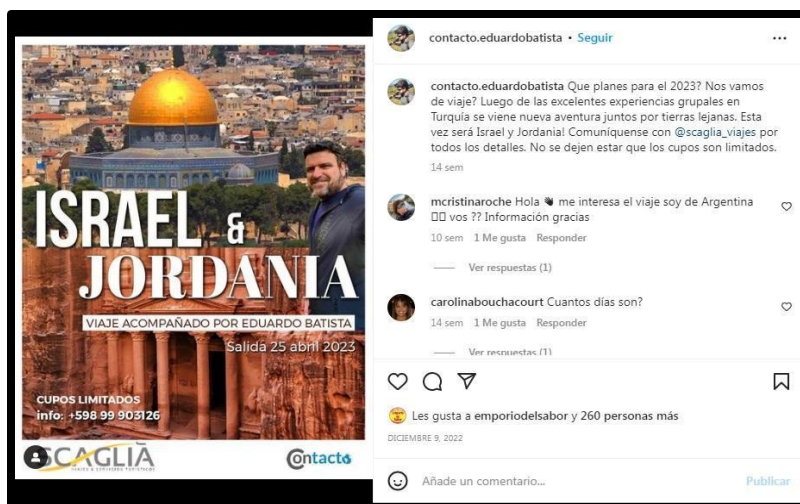 ISRAEL &
JORDANIA
VIAJE ACOMPAÑADO POR EDUARDO BATISTA
Salida 25 abril 2023
CUPOS LIMITADOS
info: +598 99 903126
SCAGLIÀ
VIAJES & SERVICIOS TURÍSTICOS
Contacto
contacto.eduardobatista • Seguir
contacto.eduardobatista Que planes para el 2023? Nos vamos
de viaje? Luego de las excelentes experiencias grupales en
Turquía se viene nueva aventura juntos por tierras lejanas. Esta
vez será Israel y Jordania! Comuníquense con @scaglia_viajes por
todos los detalles. No se dejen estar que los cupos son limitados.
14 sem
mcristinaroche Hola 👋 me interesa el viaje soy de Argentina
vos ?? Información gracias
10 sem 1 Me gusta Responder
Ver respuestas (1)
carolinabouchacourt Cuantos días son?
14 sem 1 Me gusta Responder
Ver respuestas (1)
Les gusta a emporiodelsabor y 260 personas más
DICIEMBRE 9, 2022
Añade un comentario...
Publicar